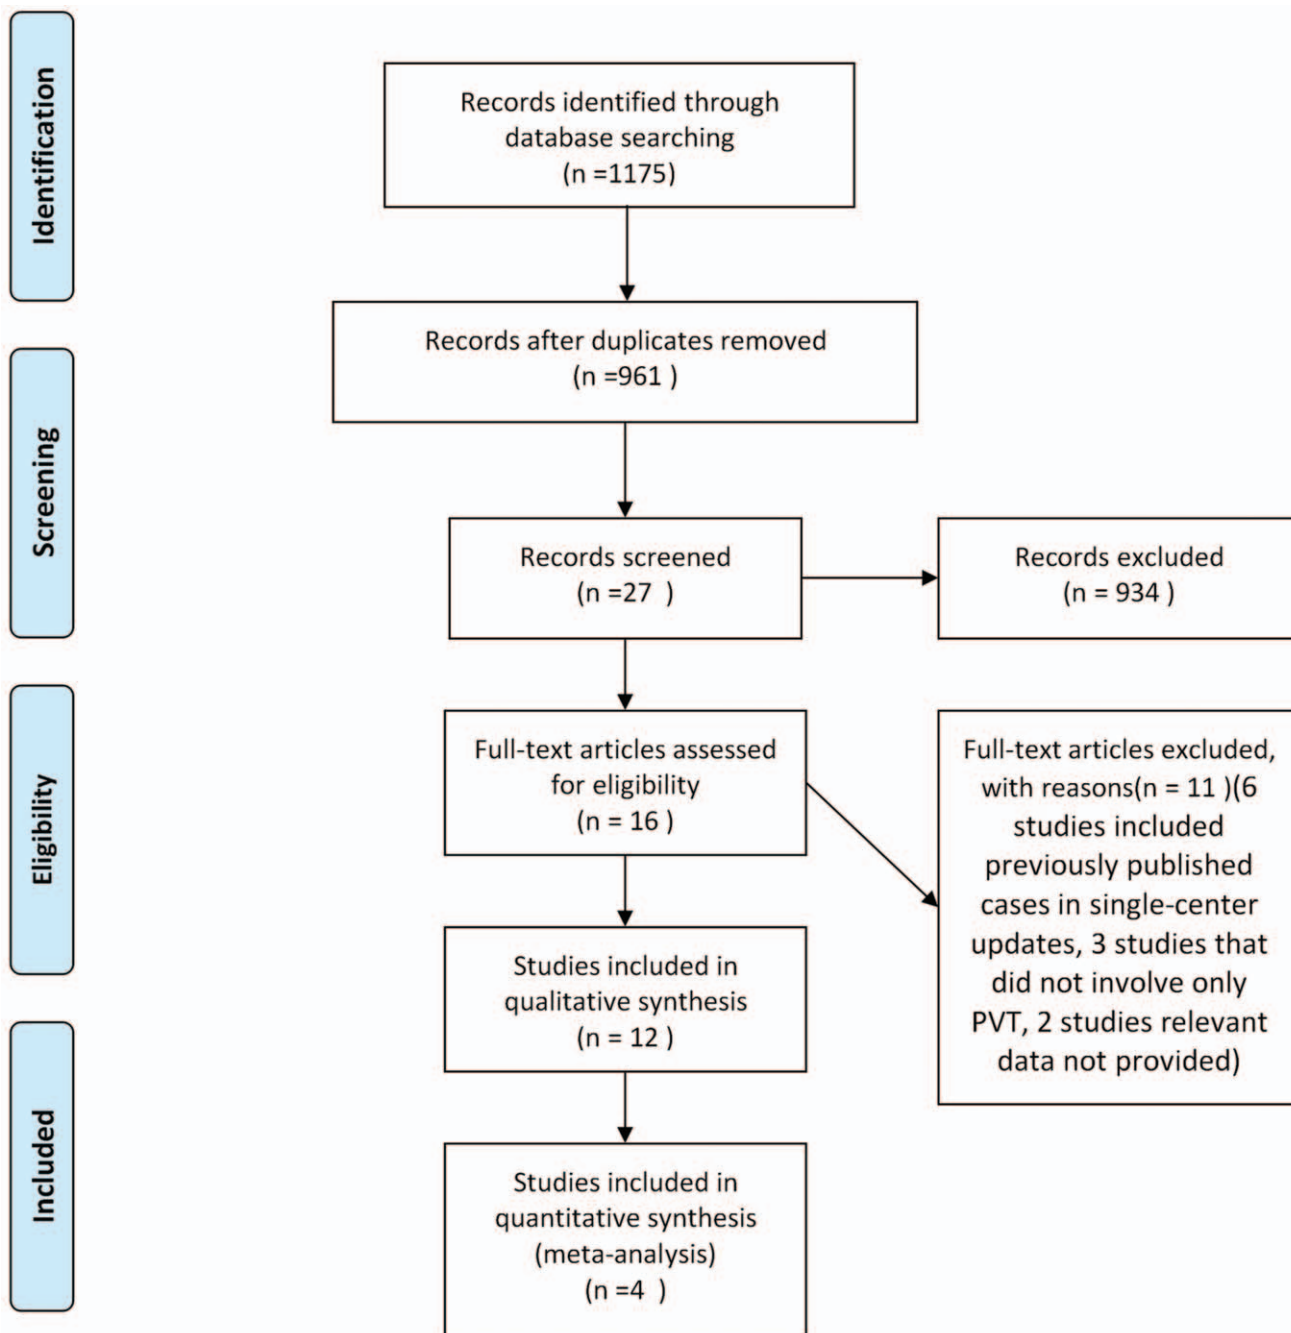 Identification
Records identified through
database searching
(n =1175)
Records after duplicates removed
(n =961 )
Screening
Records screened
(n =27 )
Records excluded
(n = 934 )
Eligibility
Full-text articles assessed
for eligibility
(n = 16 )
Full-text articles excluded,
with reasons(n = 11 )(6
studies included
previously published
cases in single-center
updates, 3 studies that
did not involve only
PVT, 2 studies relevant
data not provided)
Studies included in
qualitative synthesis
(n = 12 )
Included
Studies included in
quantitative synthesis
(meta-analysis)
(n =4 )